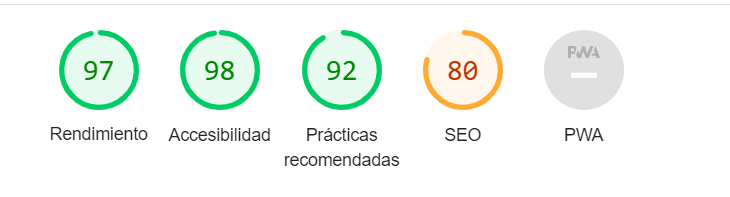 97
98
92
80
PWA
Rendimiento
Accesibilidad
Prácticas
recomendadas
SEO
PWA